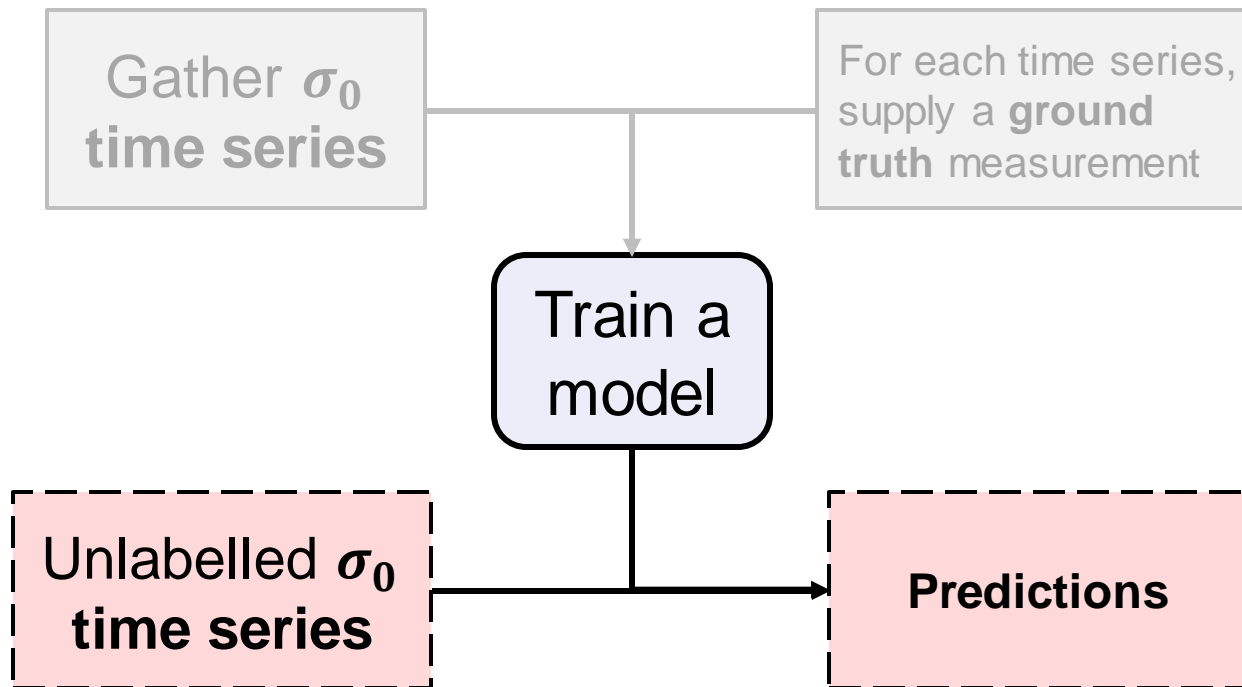 Gather σ₀
time series
For each time series,
supply a ground
truth measurement
Train a
model
Unlabelled σ₀
time series
Predictions